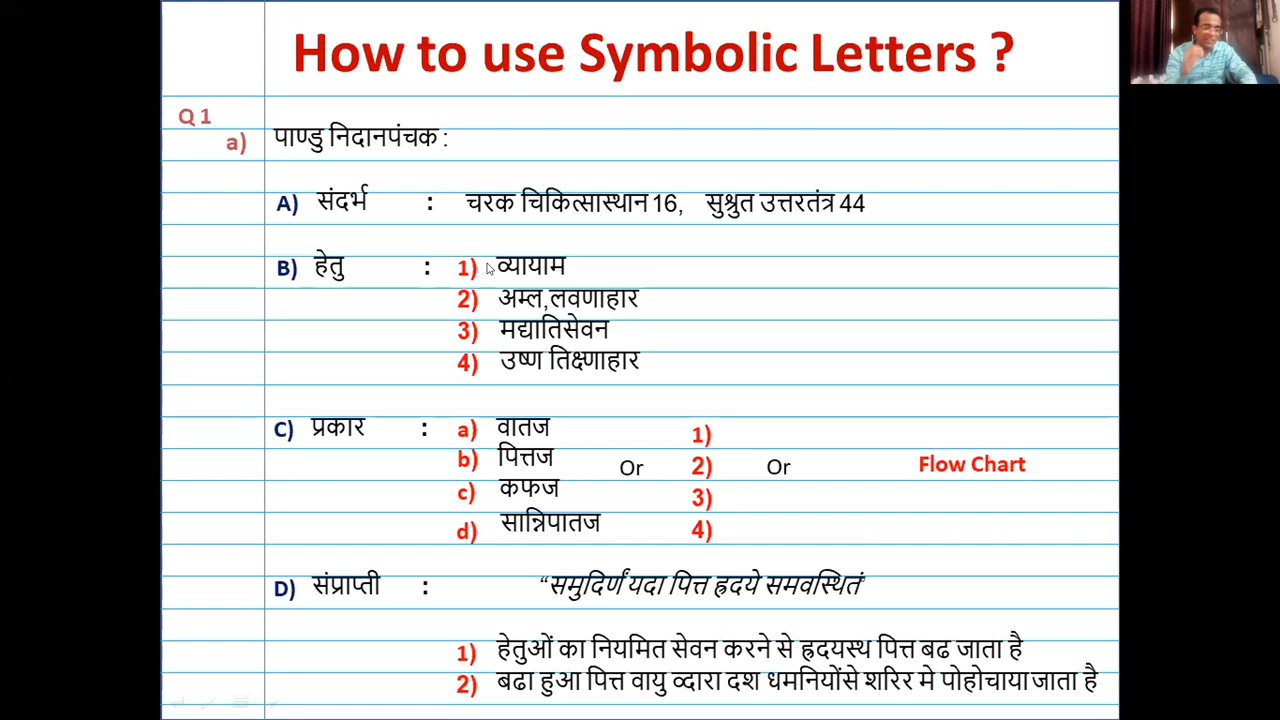 How to use Symbolic Letters ?
Q 1
a) पाण्डु निदानपंचक :
A) संदर्भ : चरक चिकित्सास्थान 16, सुश्रुत उत्तरतंत्र 44
B) हेतु : 1) व्यायाम
2) अम्ल,लवणाहार
3) मद्यातिसेवन
4) उष्ण तिक्ष्णाहार
C) प्रकार : a) वातज 1)
b) पित्तज Or 2) Or Flow Chart
c) कफज 3)
d) सान्निपातज 4)
D) संप्राप्ती : “समुदिर्णं यदा पित्त ह्रदये समवस्थितं’
1) हेतुओं का नियमित सेवन करने से ह्रदयस्थ पित्त बढ जाता है
2) बढा हुआ पित्त वायु व्दारा दश धमनियोंसे शरिर मे पोहोचाया जाता है